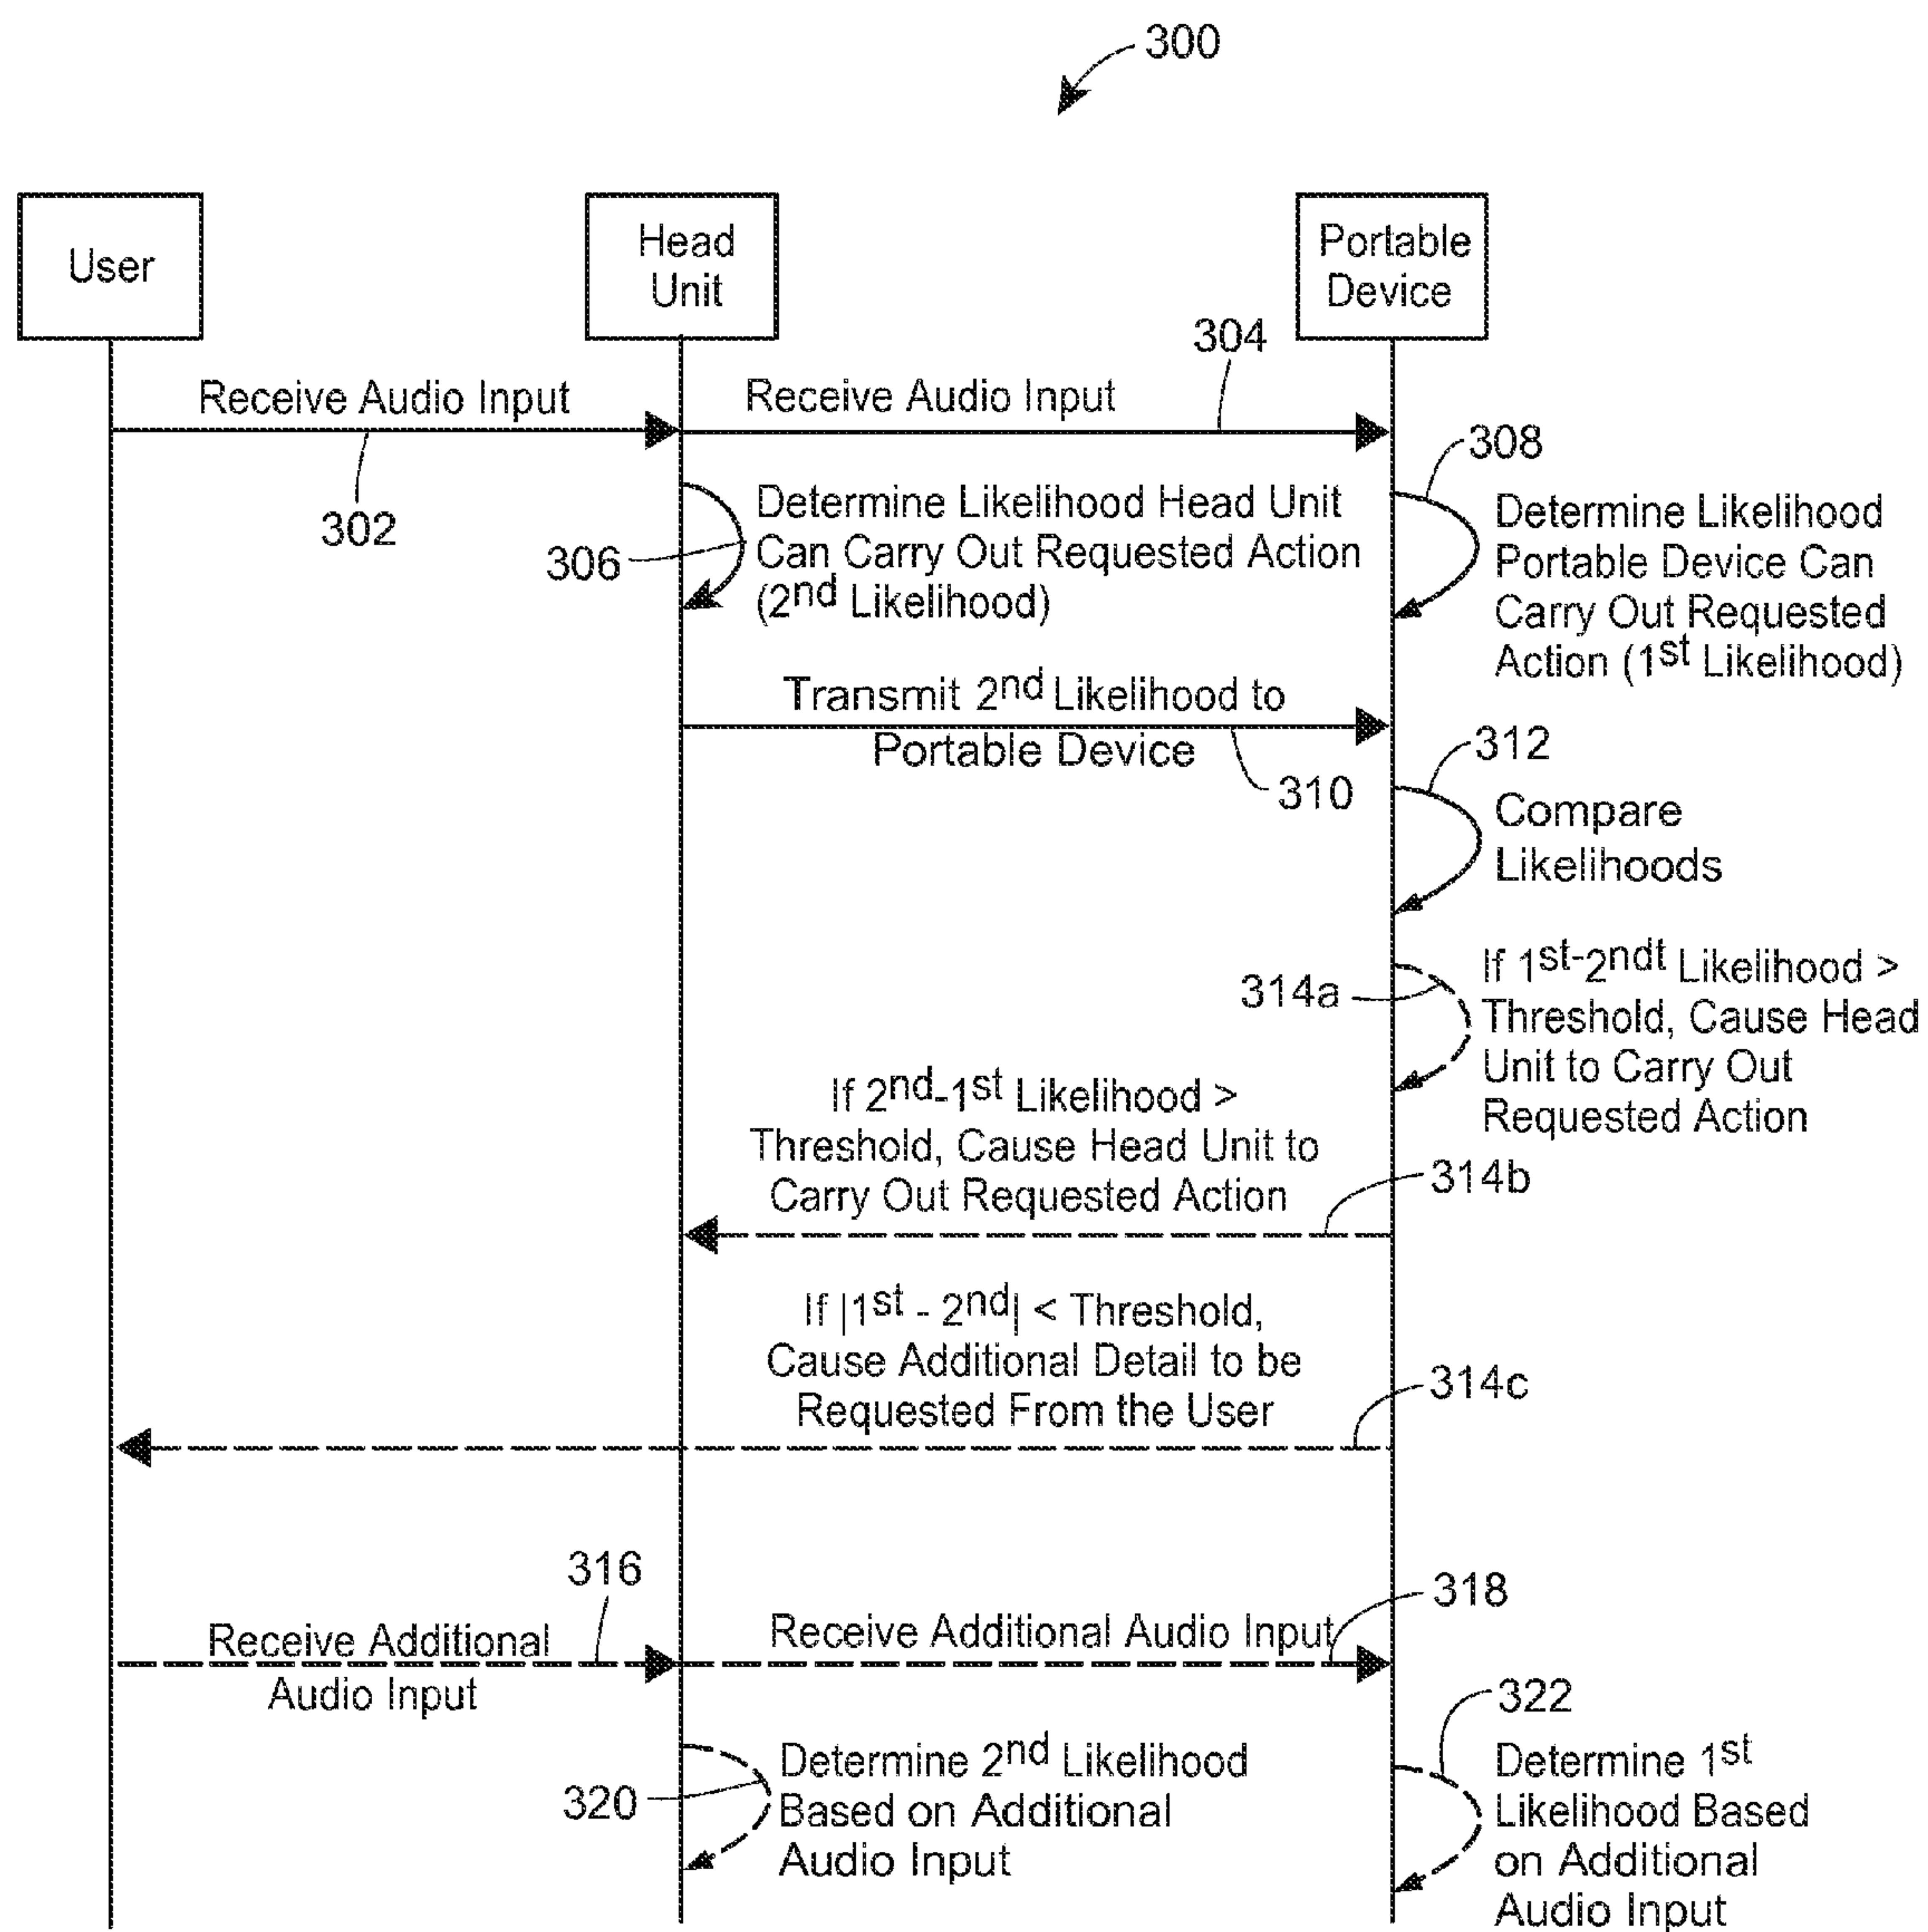 300
User
Head
Unit
Portable
Device
304
Receive Audio Input
Receive Audio Input
302
308
306
Determine Likelihood Head Unit
Can Carry Out Requested Action
(2nd Likelihood)
Determine Likelihood
Portable Device Can
Carry Out Requested
Action (1st Likelihood)
Transmit 2nd Likelihood to
Portable Device
310
312
Compare
Likelihoods
314a
If 1st-2ndt Likelihood >
Threshold, Cause Head
Unit to Carry Out
Requested Action
If 2nd-1st Likelihood >
Threshold, Cause Head Unit to
Carry Out Requested Action
314b
If |1st - 2nd| < Threshold,
Cause Additional Detail to be
Requested From the User
314c
316
318
Receive Additional
Audio Input
Receive Additional Audio Input
320
Determine 2nd Likelihood
Based on Additional
Audio Input
322
Determine 1st
Likelihood Based
on Additional
Audio Input